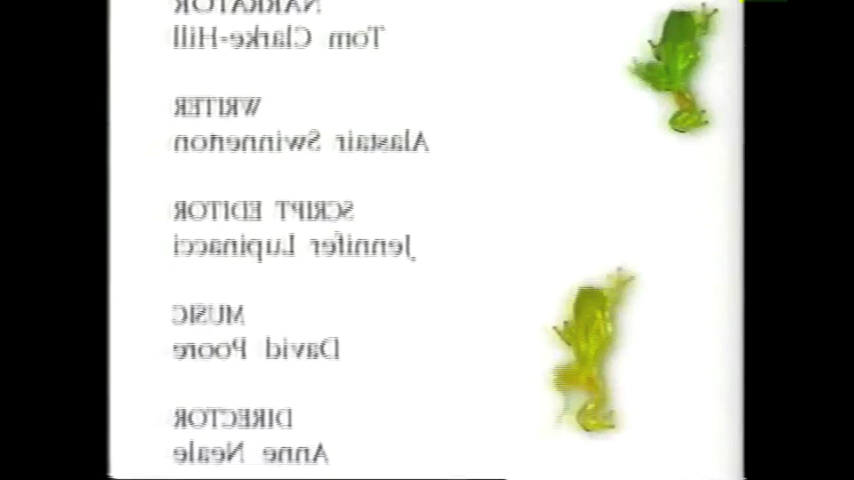 NARRATOR
Tom Clarke-Hill
WRITER
Alastair Swinnerton
SCRIPT EDITOR
Jennifer Lupinacci
MUSIC
David Poore
DIRECTOR
Anne Neale